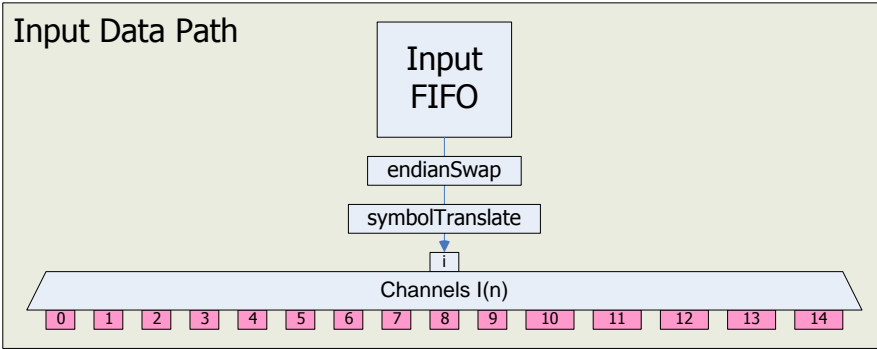 Input Data Path
Input
FIFO
endianSwap
symbolTranslate
i
Channels I(n)
0 1 2 3 4 5 6 7 8 9 10 11 12 13 14